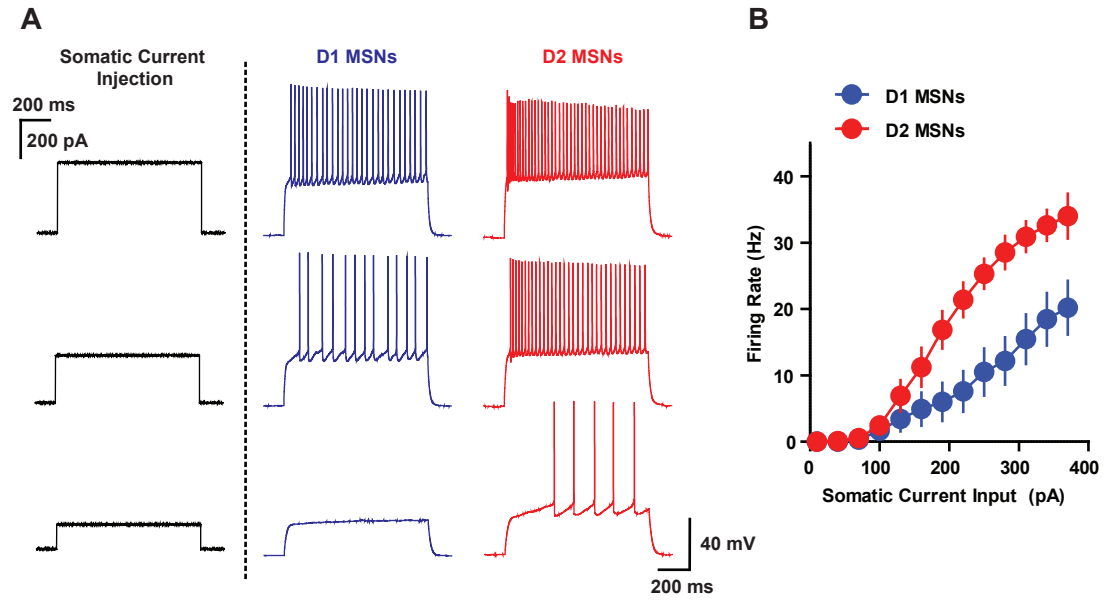 A
B
Somatic Current
Injection
D1 MSNs
D2 MSNs
200 ms
200 pA
40 mV
200 ms
D1 MSNs
D2 MSNs
Firing Rate (Hz)
40
30
20
10
0
0
100
200
300
400
Somatic Current Input (pA)